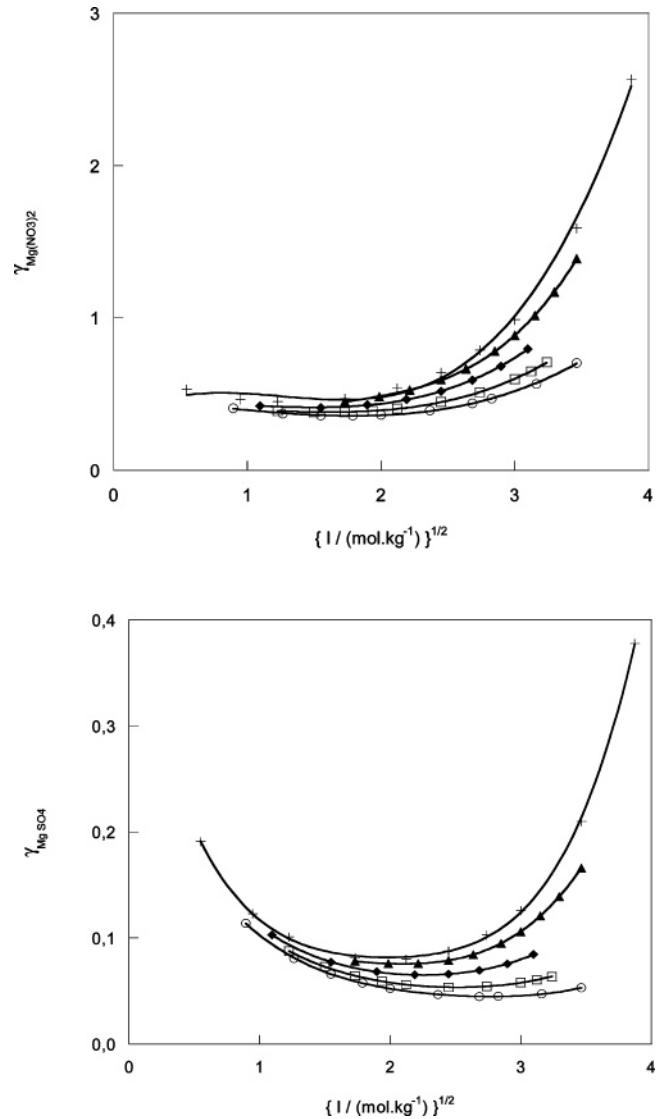 3
2
γMg(NO3)2
1
0
0 1 2 3 4
{ I / (mol.kg⁻¹) }^1/2
0,4
0,3
γMg SO4
0,2
0,1
0,0
0 1 2 3 4
{ I / (mol.kg⁻¹) }^1/2